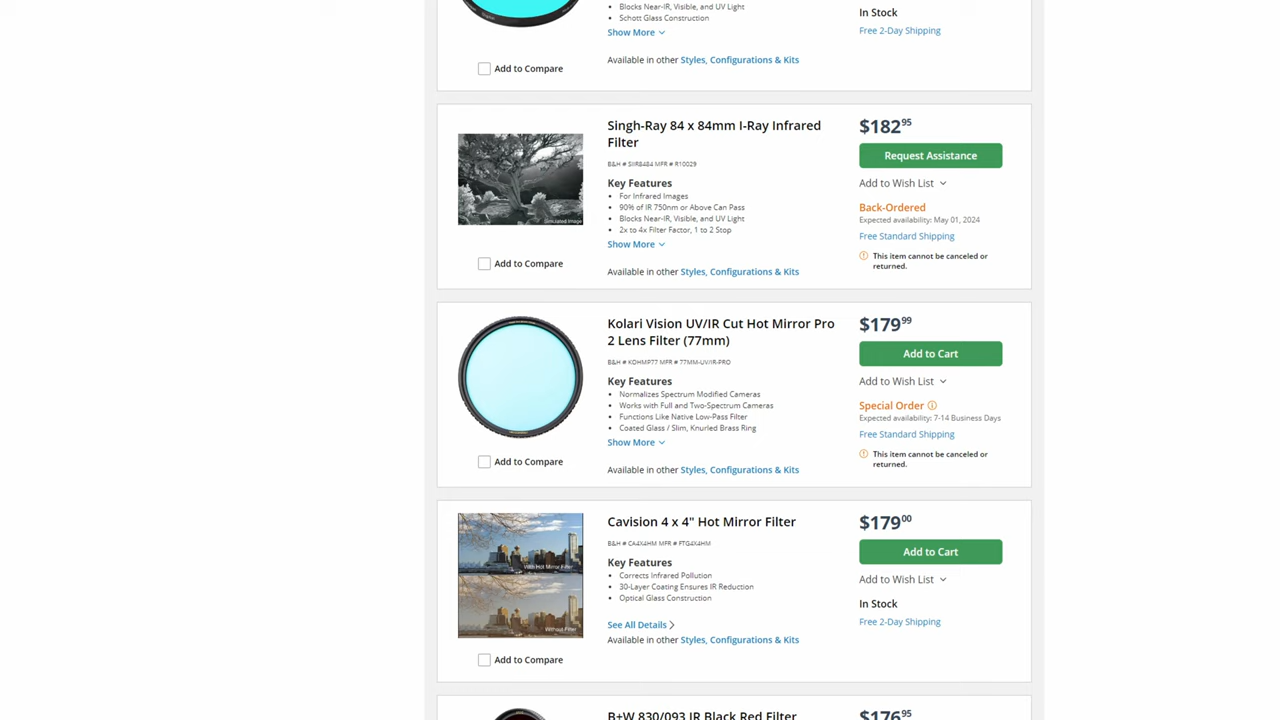 Blocks Near-IR, Visible, and UV Light
Schott Glass Construction
Show More
Add to Compare
Available in other Styles, Configurations & Kits
In Stock
Free 2-Day Shipping
Simulated Image
Add to Compare
Singh-Ray 84 x 84mm I-Ray Infrared
Filter
B&H # SIIR8484 MFR # R10029
Key Features
For Infrared Images
90% of IR 750nm or Above Can Pass
Blocks Near-IR, Visible, and UV Light
2x to 4x Filter Factor, 1 to 2 Stop
Show More
Available in other Styles, Configurations & Kits
$182 95
Request Assistance
Add to Wish List
Back-Ordered
Expected availability: May 01, 2024
Free Standard Shipping
This item cannot be canceled or
returned.
Add to Compare
Kolari Vision UV/IR Cut Hot Mirror Pro
2 Lens Filter (77mm)
B&H # KOHMP77 MFR # 77MM-UV/IR-PRO
Key Features
Normalizes Spectrum Modified Cameras
Works with Full and Two-Spectrum Cameras
Functions Like Native Low-Pass Filter
Coated Glass / Slim, Knurled Brass Ring
Show More
Available in other Styles, Configurations & Kits
$179 99
Add to Cart
Add to Wish List
Special Order
Expected availability: 7-14 Business Days
Free Standard Shipping
This item cannot be canceled or
returned.
With Hot Mirror Filter
Without Filter
Add to Compare
Cavision 4 x 4" Hot Mirror Filter
B&H # CA4X4HM MFR # FTG4X4HM
Key Features
Corrects Infrared Pollution
30-Layer Coating Ensures IR Reduction
Optical Glass Construction
See All Details
Available in other Styles, Configurations & Kits
$179 00
Add to Cart
Add to Wish List
In Stock
Free 2-Day Shipping
B+W 830/093 IR Black Red Filter
$176 95